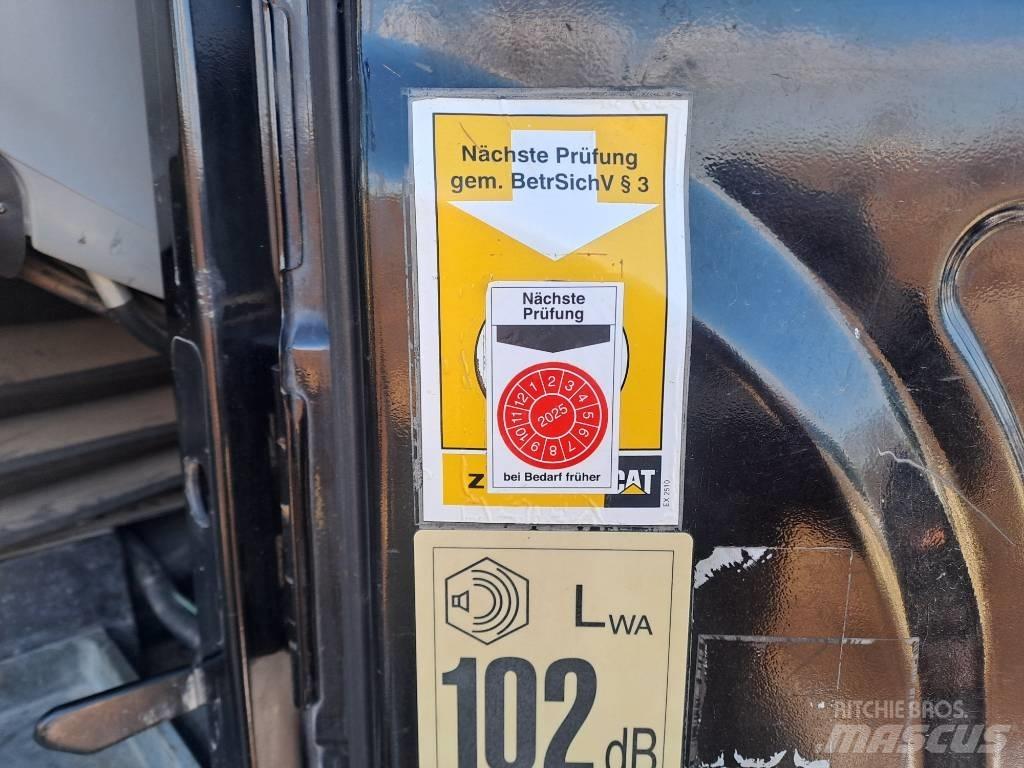 Nächste Prüfung
gem. BetrSichV § 3
Nächste
Prüfung
1 2 3 4 5 6 7 8 9 10 11 12
2025
bei Bedarf früher
Z
CAT
EX 2510
LWA
102 dB
RITCHIE BROS.
MASCUS